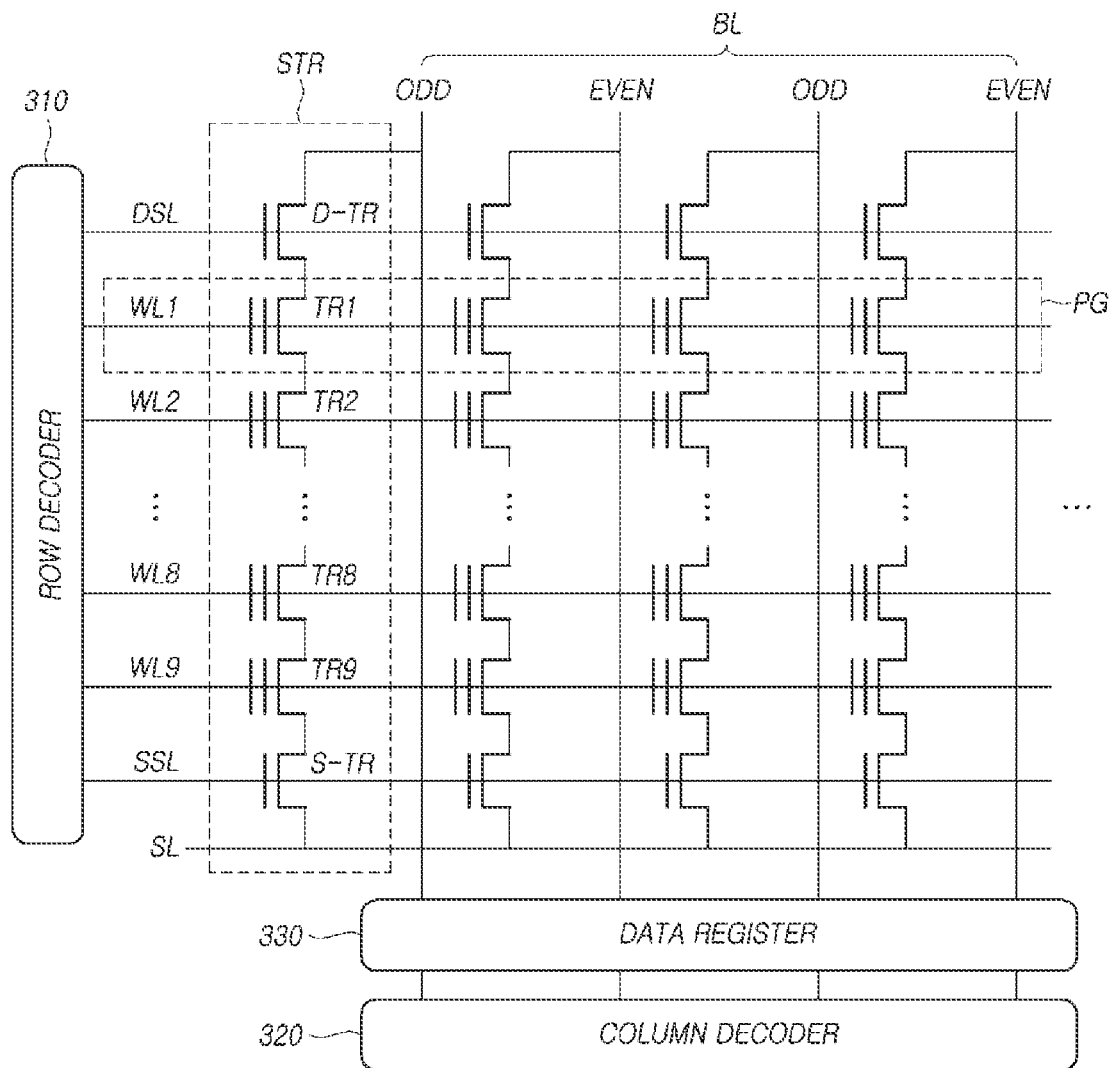 BL
STR
ODD EVEN ODD EVEN
310
DSL D-TR
WL1 TR1
PG
WL2 TR2
ROW DECODER
... ... ... ... ... ...
WL8 TR8
WL9 TR9
SSL S-TR
SL
330 DATA REGISTER
320 COLUMN DECODER